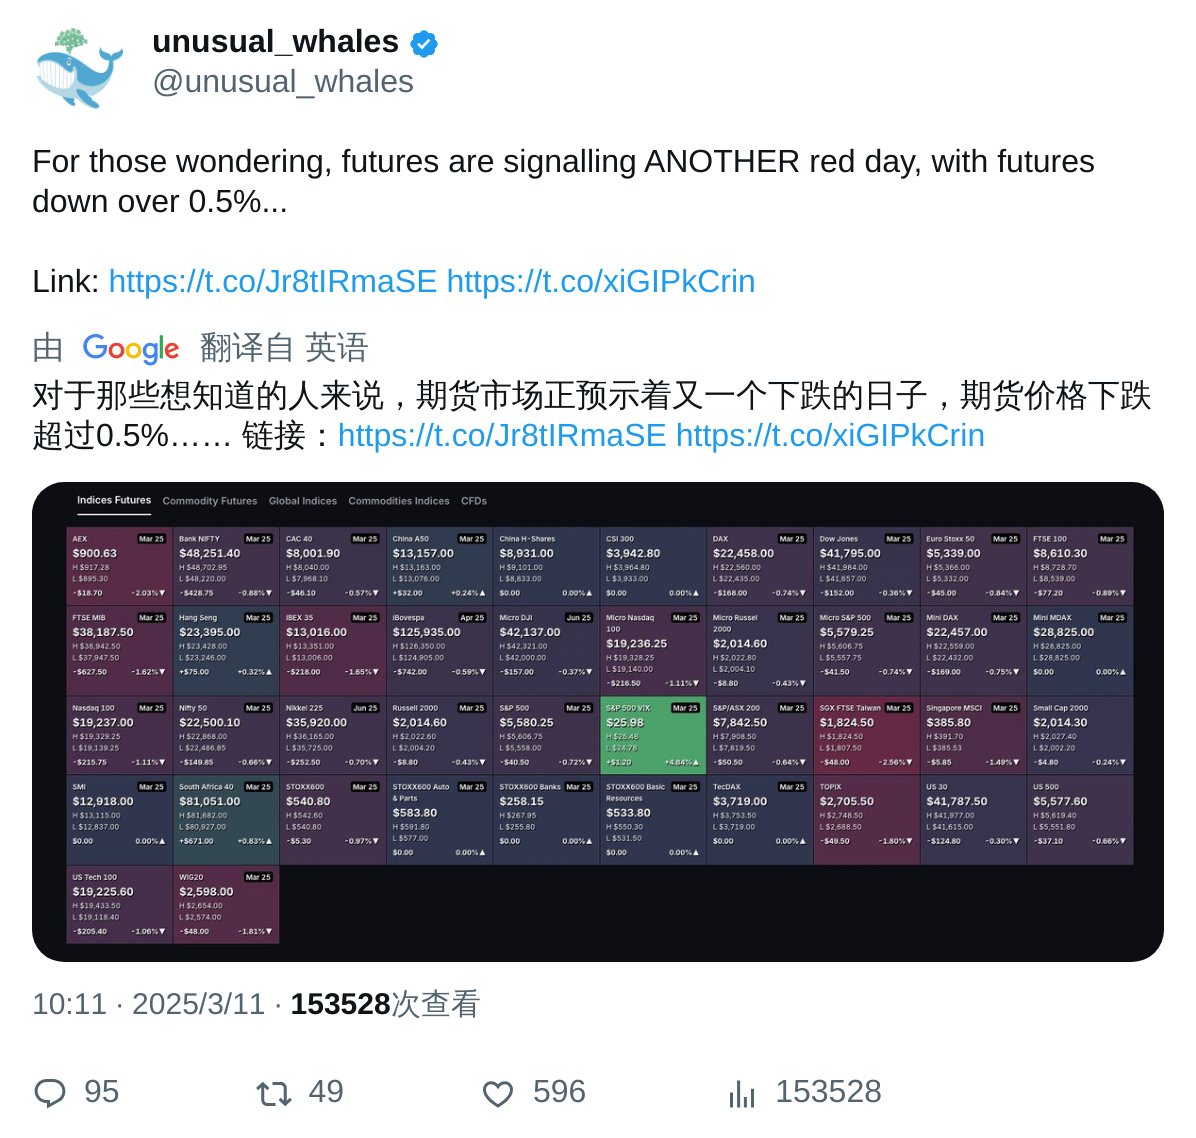 unusual_whales
@unusual_whales
For those wondering, futures are signalling ANOTHER red day, with futures
down over 0.5%...
Link: https://t.co/Jr8tIRmaSE https://t.co/xiGIPkCrin
由 Google 翻译自 英语
对于那些想知道的人来说，期货市场正预示着又一个下跌的日子，期货价格下跌
超过0.5%…… 链接：https://t.co/Jr8tIRmaSE https://t.co/xiGIPkCrin
Indices Futures Commodity Futures Global Indices Commodities Indices CFDs
AEX Mar 25
$900.63
H $917.28
L $895.30
-$18.70 -2.03%▼
Bank NIFTY Mar 25
$48,251.40
H $48,702.95
L $48,220.00
-$428.75 -0.88%▼
CAC 40 Mar 25
$8,001.90
H $8,040.00
L $7,968.10
-$46.10 -0.57%▼
China A50 Mar 25
$13,157.00
H $13,163.00
L $13,076.00
+$32.00 +0.24%▲
China H-Shares
$8,931.00
H $9,101.00
L $8,833.00
$0.00 0.00%▲
CSI 300
$3,942.80
H $3,964.80
L $3,933.00
$0.00 0.00%▲
DAX Mar 25
$22,458.00
H $22,560.00
L $22,435.00
-$168.00 -0.74%▼
Dow Jones Mar 25
$41,795.00
H $41,984.00
L $41,657.00
-$152.00 -0.36%▼
Euro Stoxx 50 Mar 25
$5,339.00
H $5,366.00
L $5,332.00
-$45.00 -0.84%▼
FTSE 100 Mar 25
$8,610.30
H $8,728.70
L $8,539.00
-$77.20 -0.89%▼
FTSE MIB Mar 25
$38,187.50
H $38,942.50
L $37,947.50
-$627.50 -1.62%▼
Hang Seng Mar 25
$23,395.00
H $23,428.00
L $23,246.00
+$75.00 +0.32%▲
IBEX 35 Mar 25
$13,016.00
H $13,351.00
L $13,006.00
-$218.00 -1.65%▼
iBovespa Apr 25
$125,935.00
H $126,350.00
L $124,905.00
-$742.00 -0.59%▼
Micro DJI Jun 25
$42,137.00
H $42,321.00
L $42,000.00
-$157.00 -0.37%▼
Micro Nasdaq Mar 25
100
$19,236.25
H $19,328.25
L $19,140.00
-$216.50 -1.11%▼
Micro Russel Mar 25
2000
$2,014.60
H $2,022.80
L $2,004.10
-$8.80 -0.43%▼
Micro S&P 500 Mar 25
$5,579.25
H $5,606.75
L $5,557.75
-$41.50 -0.74%▼
Mini DAX Mar 25
$22,457.00
H $22,559.00
L $22,432.00
-$169.00 -0.75%▼
Mini MDAX Mar 25
$28,825.00
H $28,825.00
L $28,825.00
$0.00 0.00%▲
Nasdaq 100 Mar 25
$19,237.00
H $19,329.25
L $19,139.25
-$215.75 -1.11%▼
Nifty 50 Mar 25
$22,500.10
H $22,868.00
L $22,486.85
-$149.85 -0.66%▼
Nikkei 225 Jun 25
$35,920.00
H $36,165.00
L $35,725.00
-$252.50 -0.70%▼
Russell 2000 Mar 25
$2,014.60
H $2,022.60
L $2,004.20
-$8.80 -0.43%▼
S&P 500 Mar 25
$5,580.25
H $5,606.75
L $5,558.00
-$40.50 -0.72%▼
S&P 500 VIX Mar 25
$25.98
H $26.48
L $24.78
+$1.20 +4.84%▲
S&P/ASX 200 Mar 25
$7,842.50
H $7,908.50
L $7,819.50
-$50.50 -0.64%▼
SGX FTSE Taiwan Mar 25
$1,824.50
H $1,824.50
L $1,807.50
-$48.00 -2.56%▼
Singapore MSCI Mar 25
$385.80
H $391.70
L $385.53
-$5.85 -1.49%▼
Small Cap 2000
$2,014.30
H $2,027.40
L $2,002.20
-$4.80 -0.24%▼
SMI Mar 25
$12,918.00
H $13,115.00
L $12,837.00
$0.00 0.00%▲
South Africa 40 Mar 25
$81,051.00
H $81,682.00
L $80,927.00
+$671.00 +0.83%▲
STOXX600 Mar 25
$540.80
H $542.60
L $540.80
-$5.30 -0.97%▼
STOXX600 Auto Mar 25
& Parts
$583.80
H $591.80
L $577.00
$0.00 0.00%▲
STOXX600 Banks Mar 25
$258.15
H $267.95
L $255.80
$0.00 0.00%▲
STOXX600 Basic Mar 25
Resources
$533.80
H $550.30
L $531.50
$0.00 0.00%▲
TecDAX Mar 25
$3,719.00
H $3,753.50
L $3,719.00
$0.00 0.00%▲
TOPIX Mar 25
$2,705.50
H $2,748.50
L $2,688.50
-$49.50 -1.80%▼
US 30
$41,787.50
H $41,977.00
L $41,615.00
-$124.80 -0.30%▼
US 500
$5,577.60
H $5,619.40
L $5,551.80
-$37.10 -0.66%▼
US Tech 100
$19,225.60
H $19,433.50
L $19,118.40
-$205.40 -1.06%▼
WIG20 Mar 25
$2,598.00
H $2,654.00
L $2,574.00
-$48.00 -1.81%▼
10:11 · 2025/3/11 · 153528次查看
95 49 596 153528